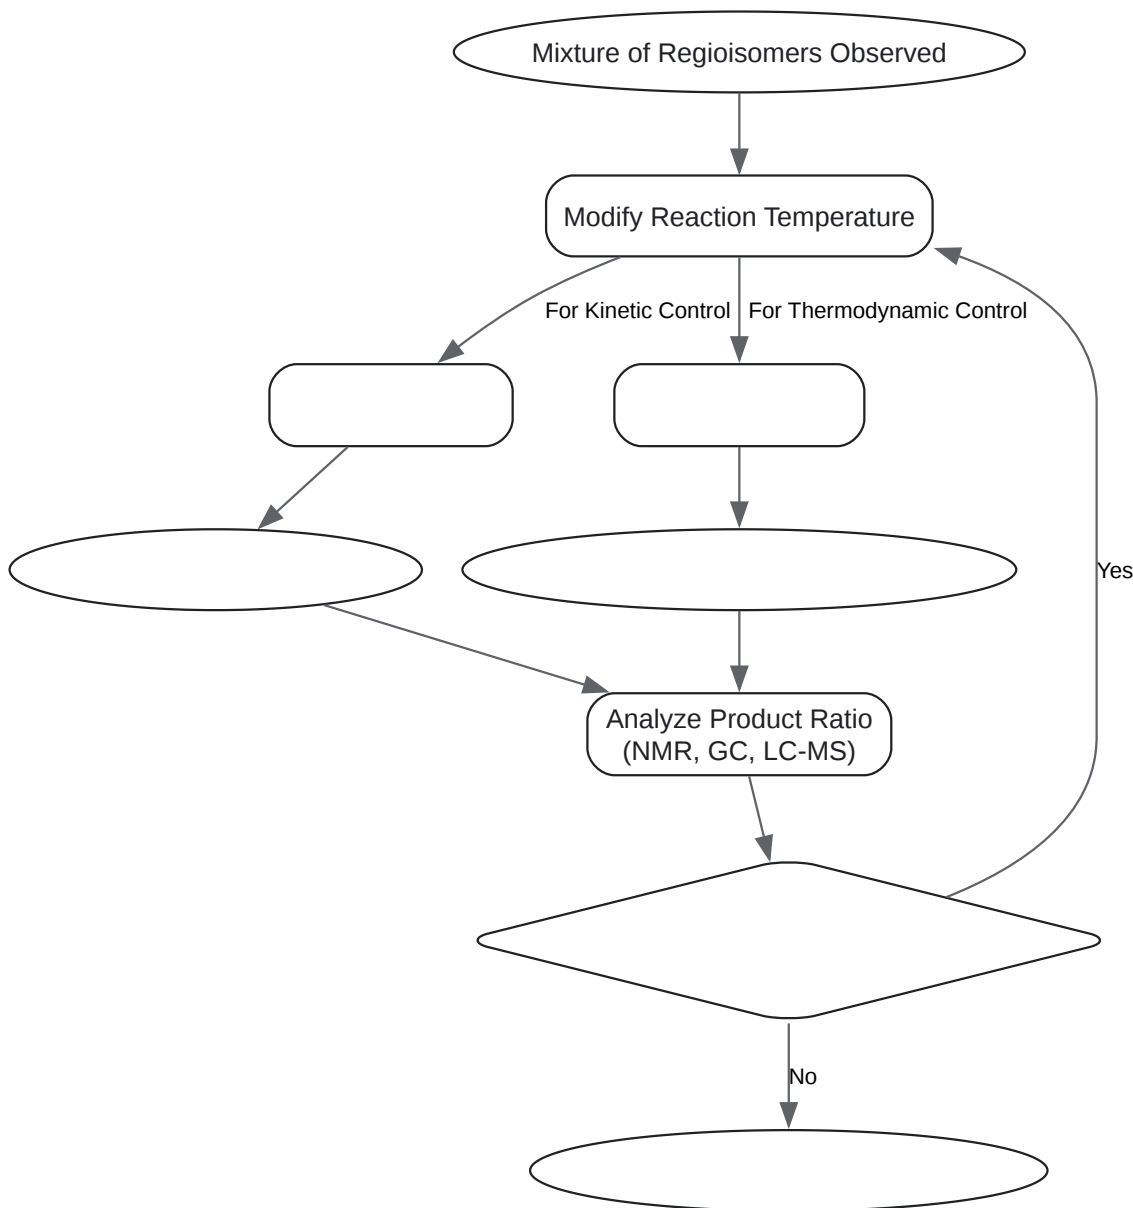 Mixture of Regioisomers Observed
Modify Reaction Temperature
For Kinetic Control
For Thermodynamic Control
Yes
Analyze Product Ratio
(NMR, GC, LC-MS)
No